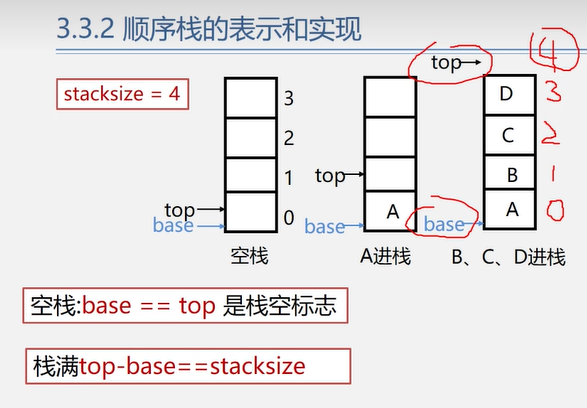 3.3.2 顺序栈的表示和实现
stacksize = 4
3
2
1
0
top
base
空栈
top
base
A
A进栈
top
4
D
3
C
2
B
1
A
0
base
B、C、D进栈
空栈:base == top 是栈空标志
栈满top-base==stacksize